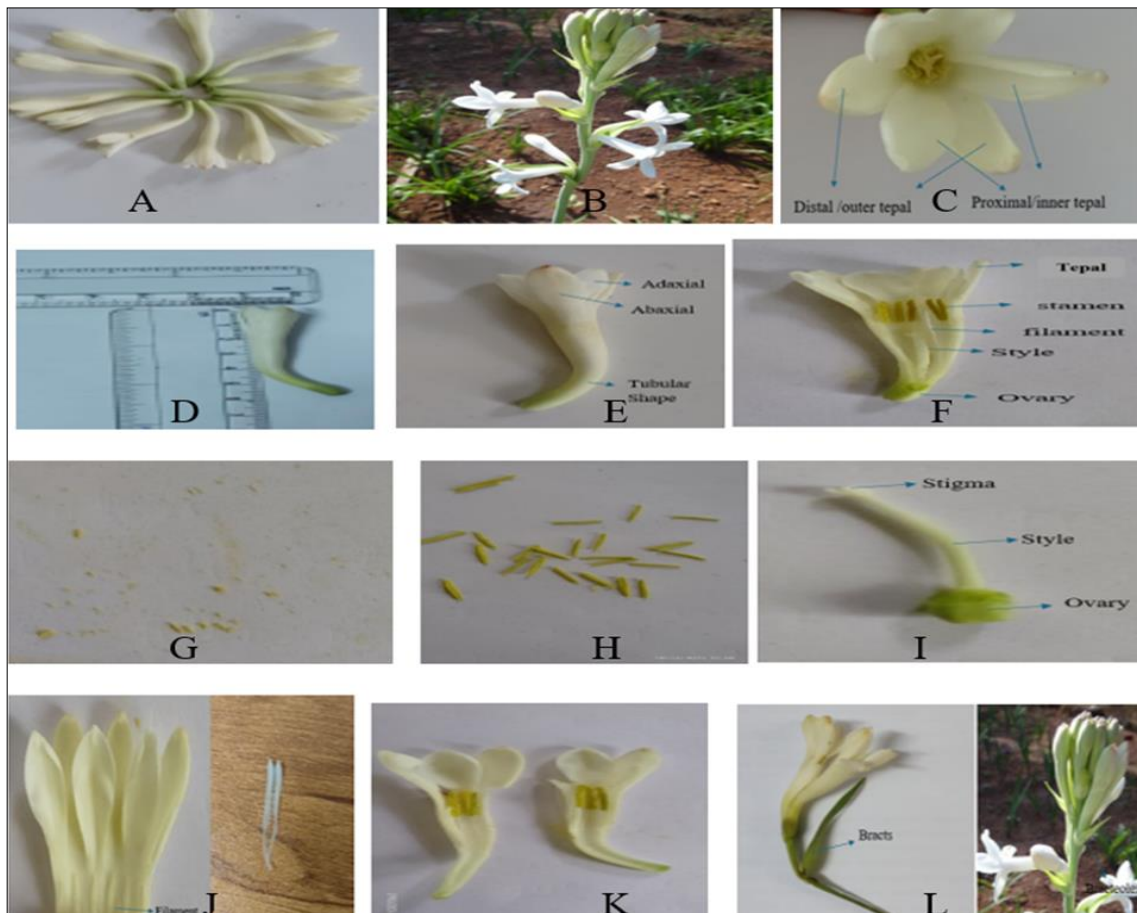 A
B
Distal /outer tepal
C
Proximal/inner tepal
D
Adaxial
Abaxial
Tubular
Shape
E
Tepal
stamen
filament
Style
Ovary
F
G
H
Stigma
Style
Ovary
I
Filament
J
K
Bracts
L